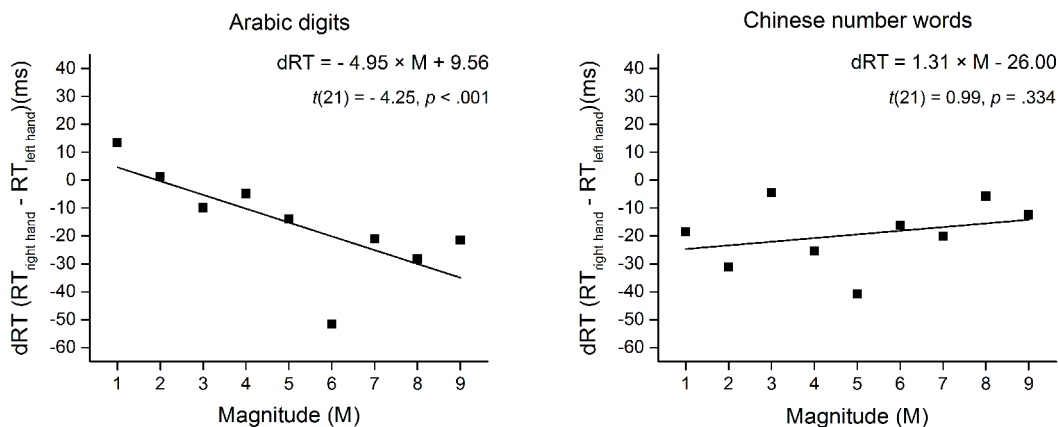 Arabic digits
dRT = - 4.95 × M + 9.56
t(21) = - 4.25, p < .001
dRT (RTright hand - RTleft hand)(ms)
40
30
20
10
0
-10
-20
-30
-40
-50
-60
1 2 3 4 5 6 7 8 9
Magnitude (M)
Chinese number words
dRT = 1.31 × M - 26.00
t(21) = 0.99, p = .334
dRT (RTright hand - RTleft hand)(ms)
40
30
20
10
0
-10
-20
-30
-40
-50
-60
1 2 3 4 5 6 7 8 9
Magnitude (M)